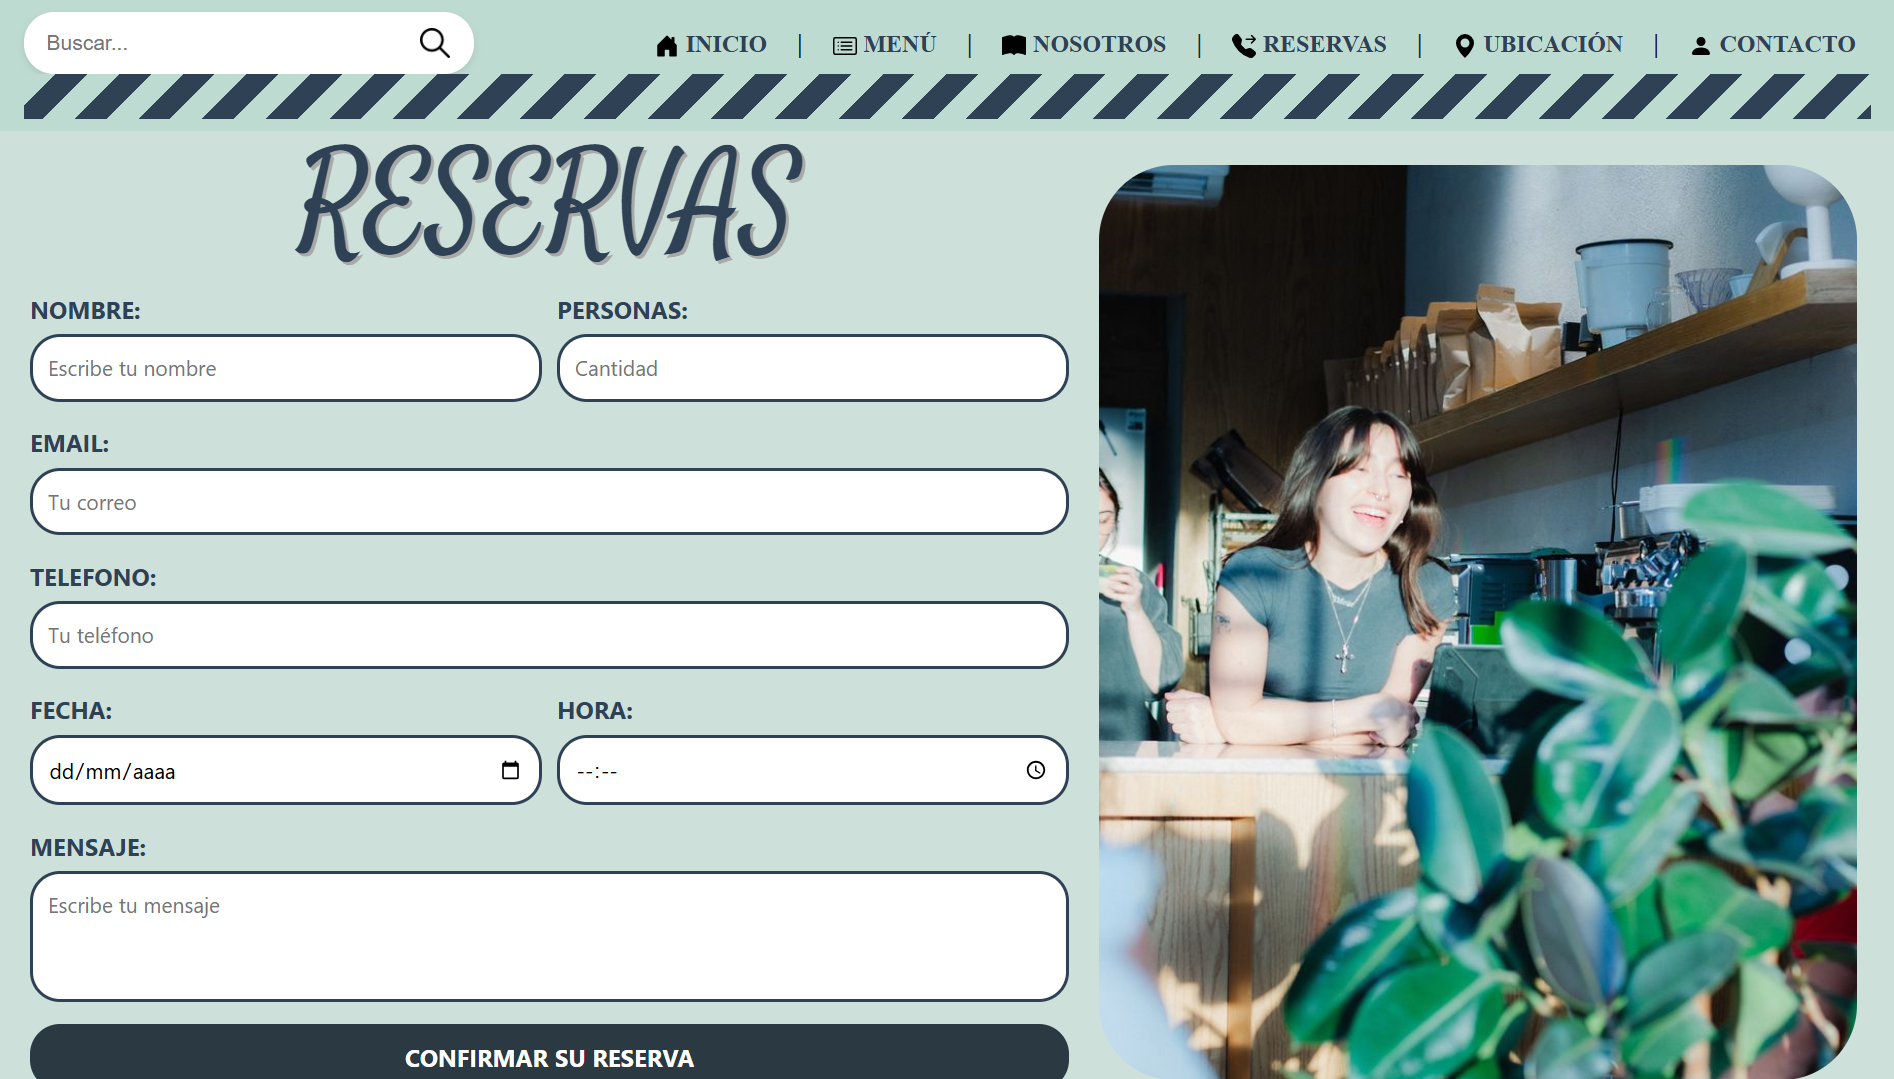 Buscar...
INICIO | MENÚ | NOSOTROS | RESERVAS | UBICACIÓN | CONTACTO
RESERVAS
NOMBRE: PERSONAS:
Escribe tu nombre Cantidad
EMAIL:
Tu correo
TELEFONO:
Tu teléfono
FECHA: HORA:
dd/mm/aaaa --:--
MENSAJE:
Escribe tu mensaje
CONFIRMAR SU RESERVA